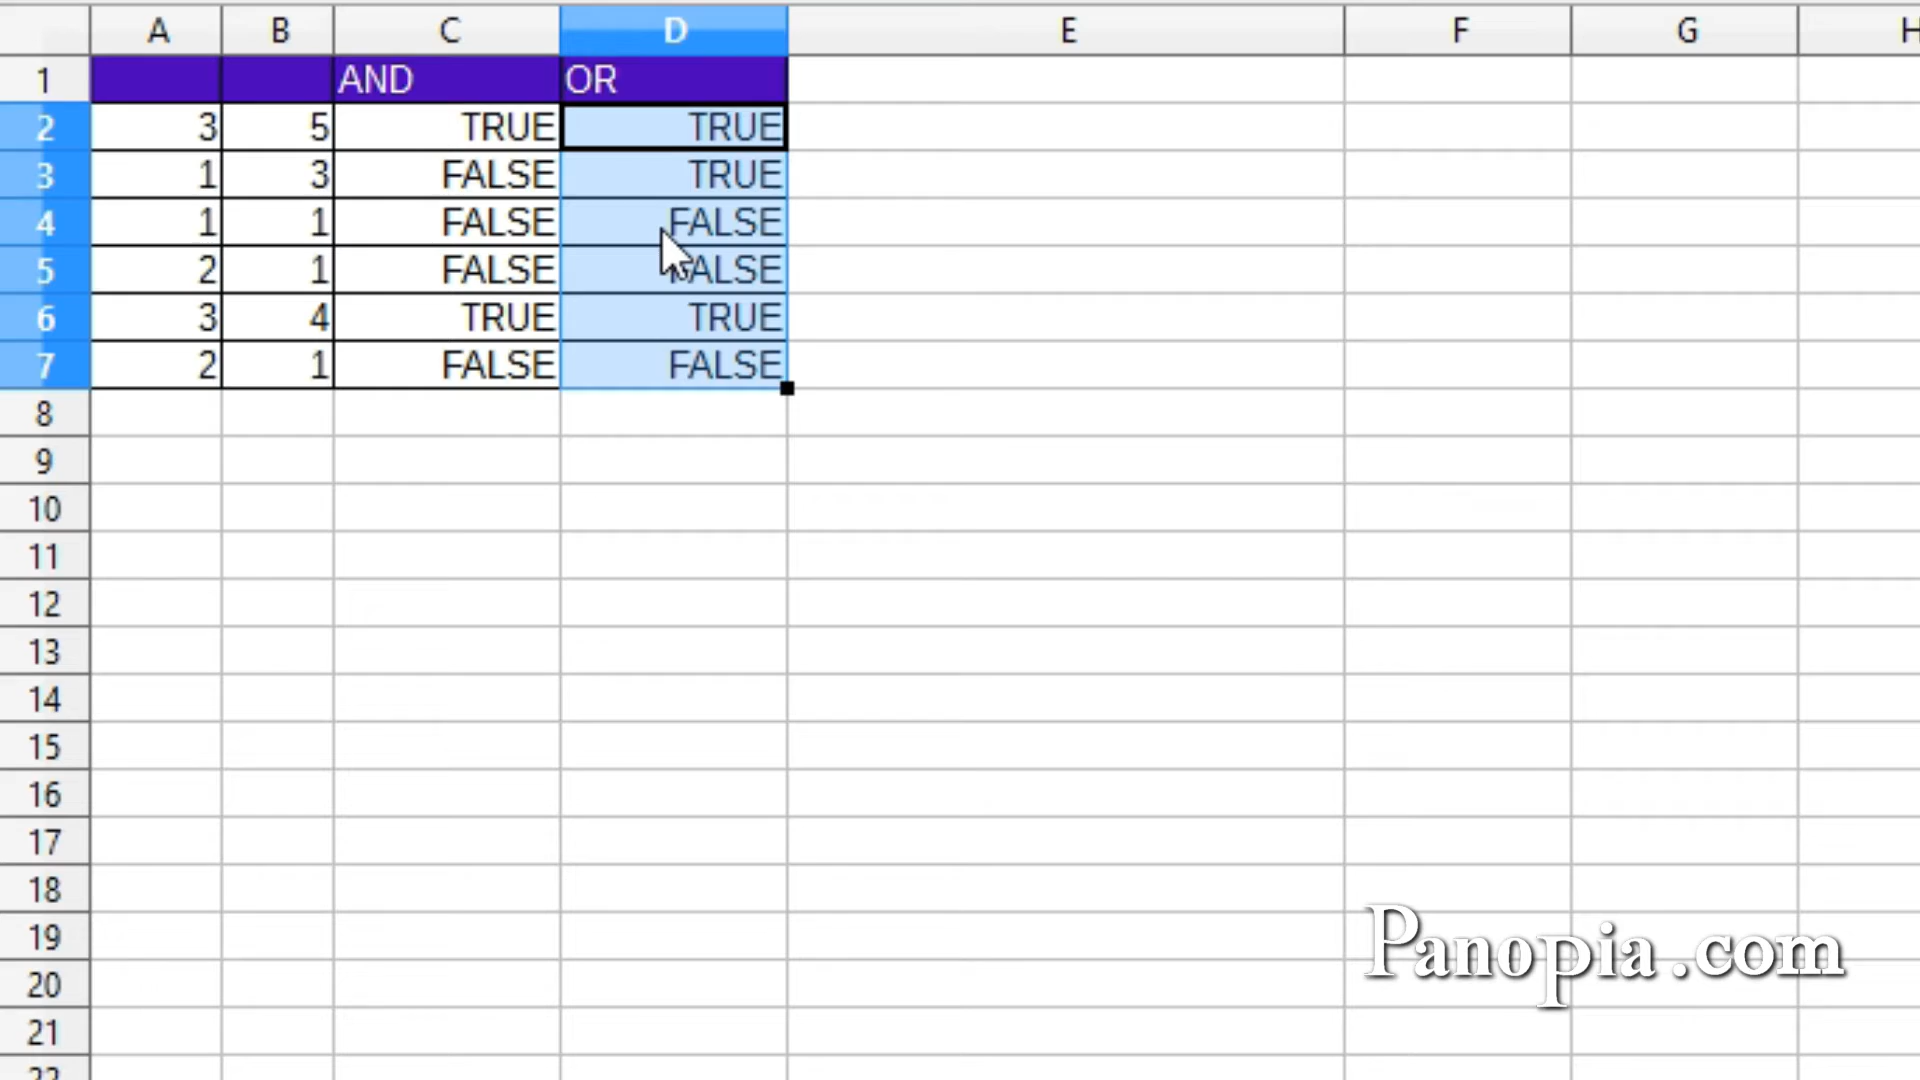 A B C D E F G H
1 AND OR
2 3 5 TRUE TRUE
3 1 3 FALSE TRUE
4 1 1 FALSE FALSE
5 2 1 FALSE FALSE
6 3 4 TRUE TRUE
7 2 1 FALSE FALSE
8
9
10
11
12
13
14
15
16
17
18
19
20
21
22
Panopia.com